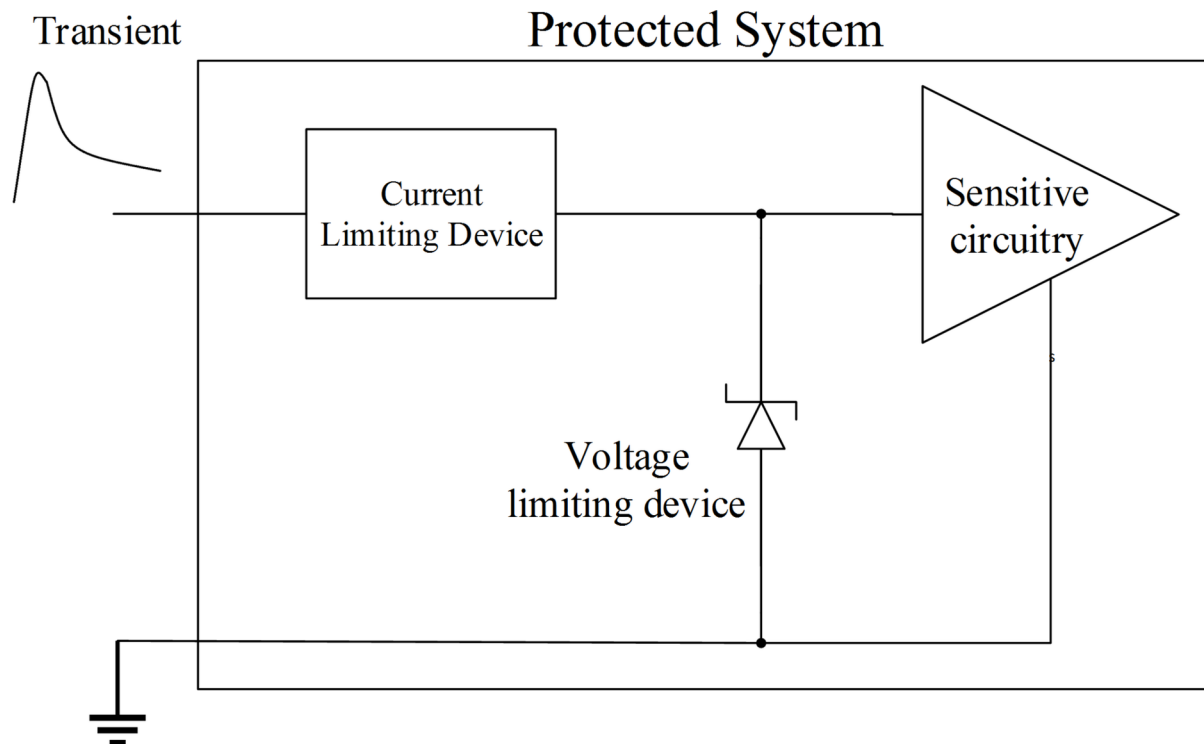 Transient
Protected System
Current
Limiting Device
Sensitive
circuitry
s
Voltage
limiting device